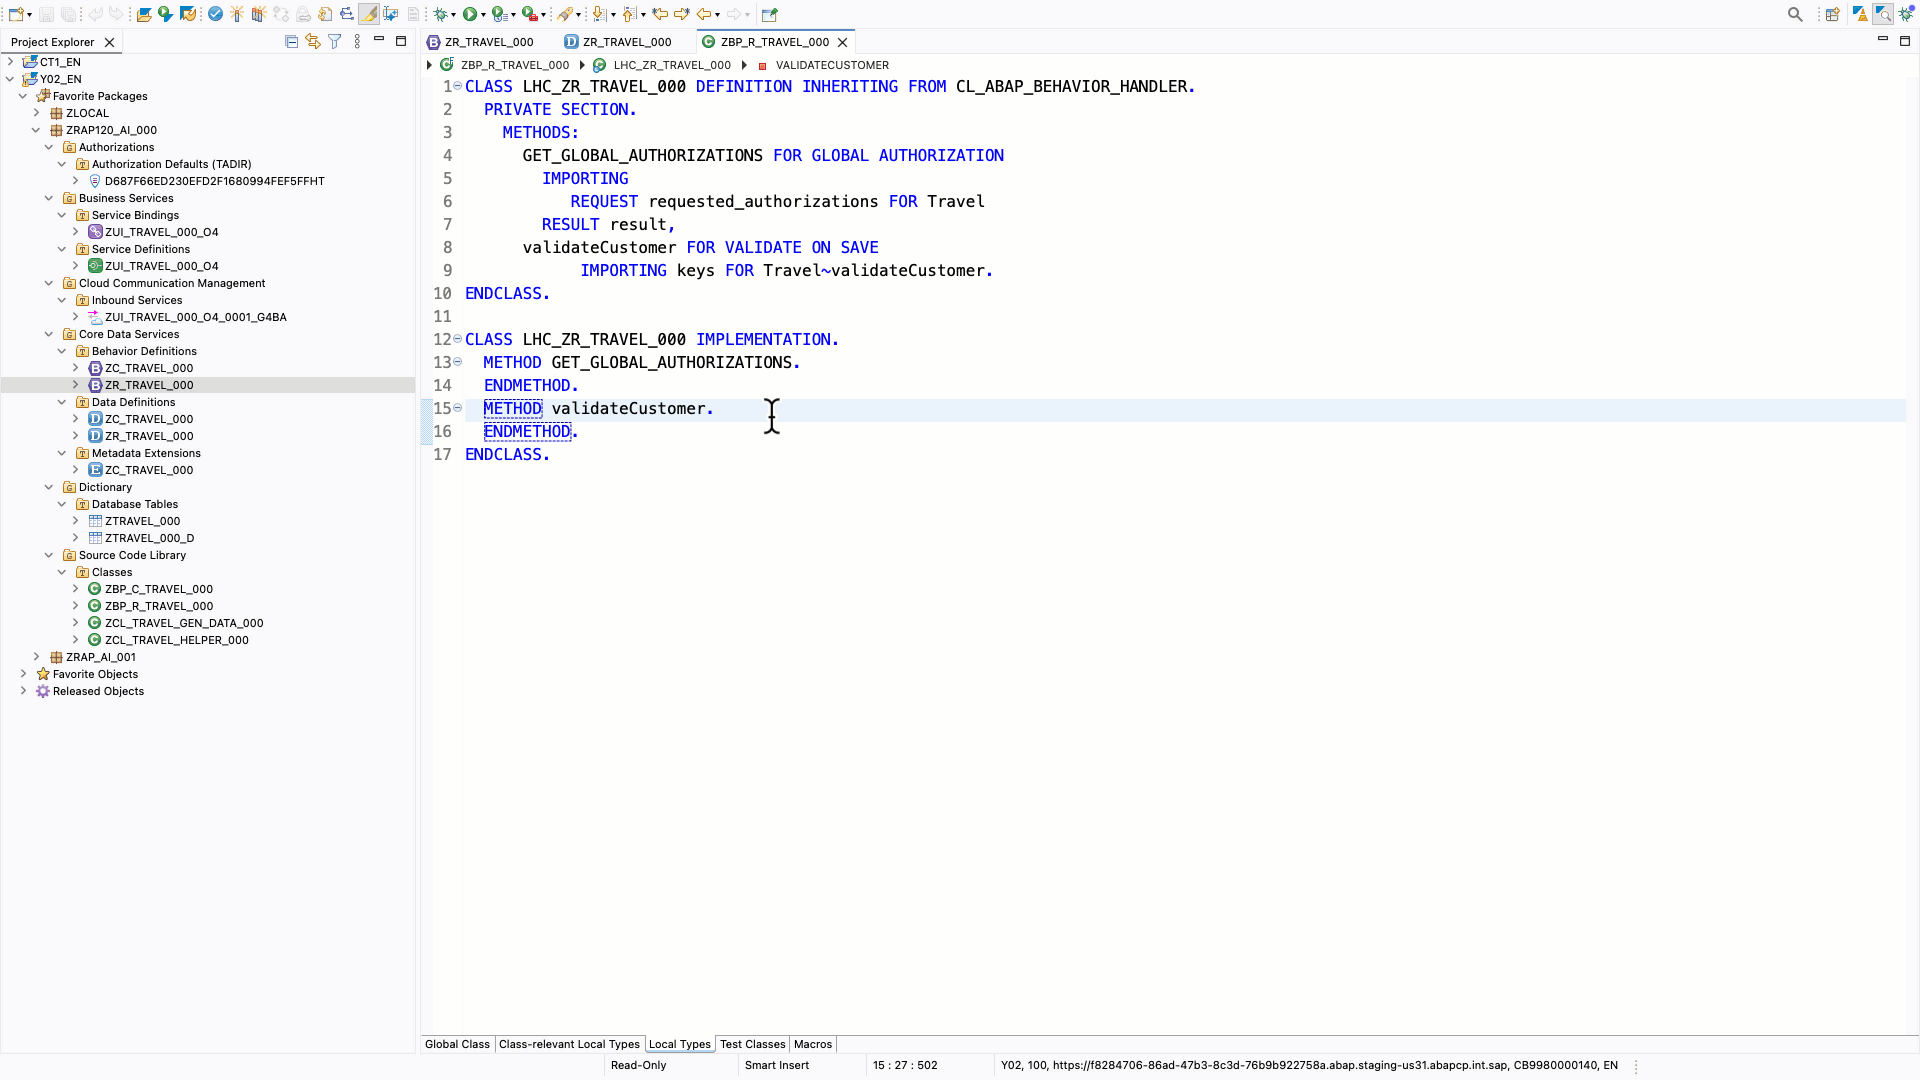 Project Explorer
CT1_EN
Y02_EN
Favorite Packages
ZLOCAL
ZRAP120_AI_000
Authorizations
Authorization Defaults (TADIR)
D687F66ED230EFD2F1680994FEF5FFHT
Business Services
Service Bindings
ZUI_TRAVEL_000_O4
Service Definitions
ZUI_TRAVEL_000_O4
Cloud Communication Management
Inbound Services
ZUI_TRAVEL_000_O4_0001_G4BA
Core Data Services
Behavior Definitions
ZC_TRAVEL_000
ZR_TRAVEL_000
Data Definitions
ZC_TRAVEL_000
ZR_TRAVEL_000
Metadata Extensions
ZC_TRAVEL_000
Dictionary
Database Tables
ZTRAVEL_000
ZTRAVEL_000_D
Source Code Library
Classes
ZBP_C_TRAVEL_000
ZBP_R_TRAVEL_000
ZCL_TRAVEL_GEN_DATA_000
ZCL_TRAVEL_HELPER_000
ZRAP_AI_001
Favorite Objects
Released Objects
ZR_TRAVEL_000 ZR_TRAVEL_000 ZBP_R_TRAVEL_000
ZBP_R_TRAVEL_000 LHC_ZR_TRAVEL_000 VALIDATECUSTOMER
1 CLASS LHC_ZR_TRAVEL_000 DEFINITION INHERITING FROM CL_ABAP_BEHAVIOR_HANDLER.
2 PRIVATE SECTION.
3 METHODS:
4 GET_GLOBAL_AUTHORIZATIONS FOR GLOBAL AUTHORIZATION
5 IMPORTING
6 REQUEST requested_authorizations FOR Travel
7 RESULT result,
8 validateCustomer FOR VALIDATE ON SAVE
9 IMPORTING keys FOR Travel~validateCustomer.
10 ENDCLASS.
11
12 CLASS LHC_ZR_TRAVEL_000 IMPLEMENTATION.
13 METHOD GET_GLOBAL_AUTHORIZATIONS.
14 ENDMETHOD.
15 METHOD validateCustomer.
16 ENDMETHOD.
17 ENDCLASS.
Global Class Class-relevant Local Types Local Types Test Classes Macros
Read-Only Smart Insert 15 : 27 : 502 Y02, 100, https://f8284706-86ad-47b3-8c3d-76b9b922758a.abap.staging-us31.abapcp.int.sap, CB9980000140, EN